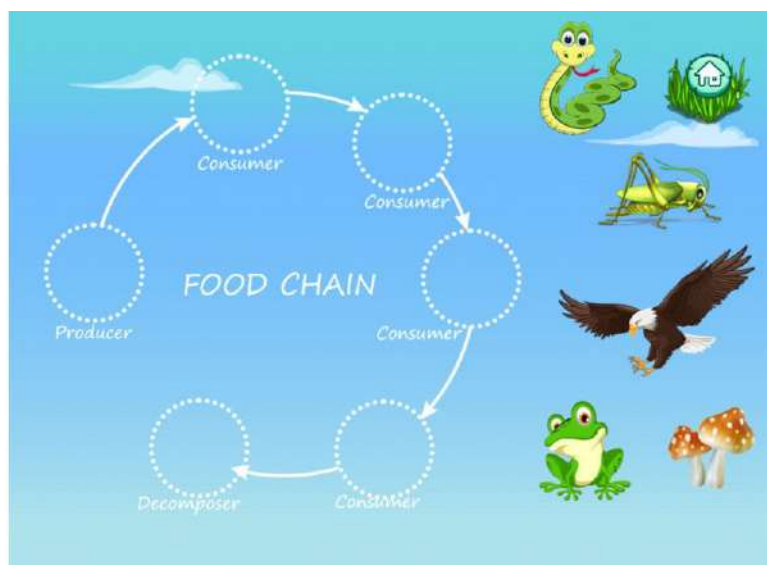 Consumer
Consumer
FOOD CHAIN
Consumer
Producer
Decomposer
Consumer